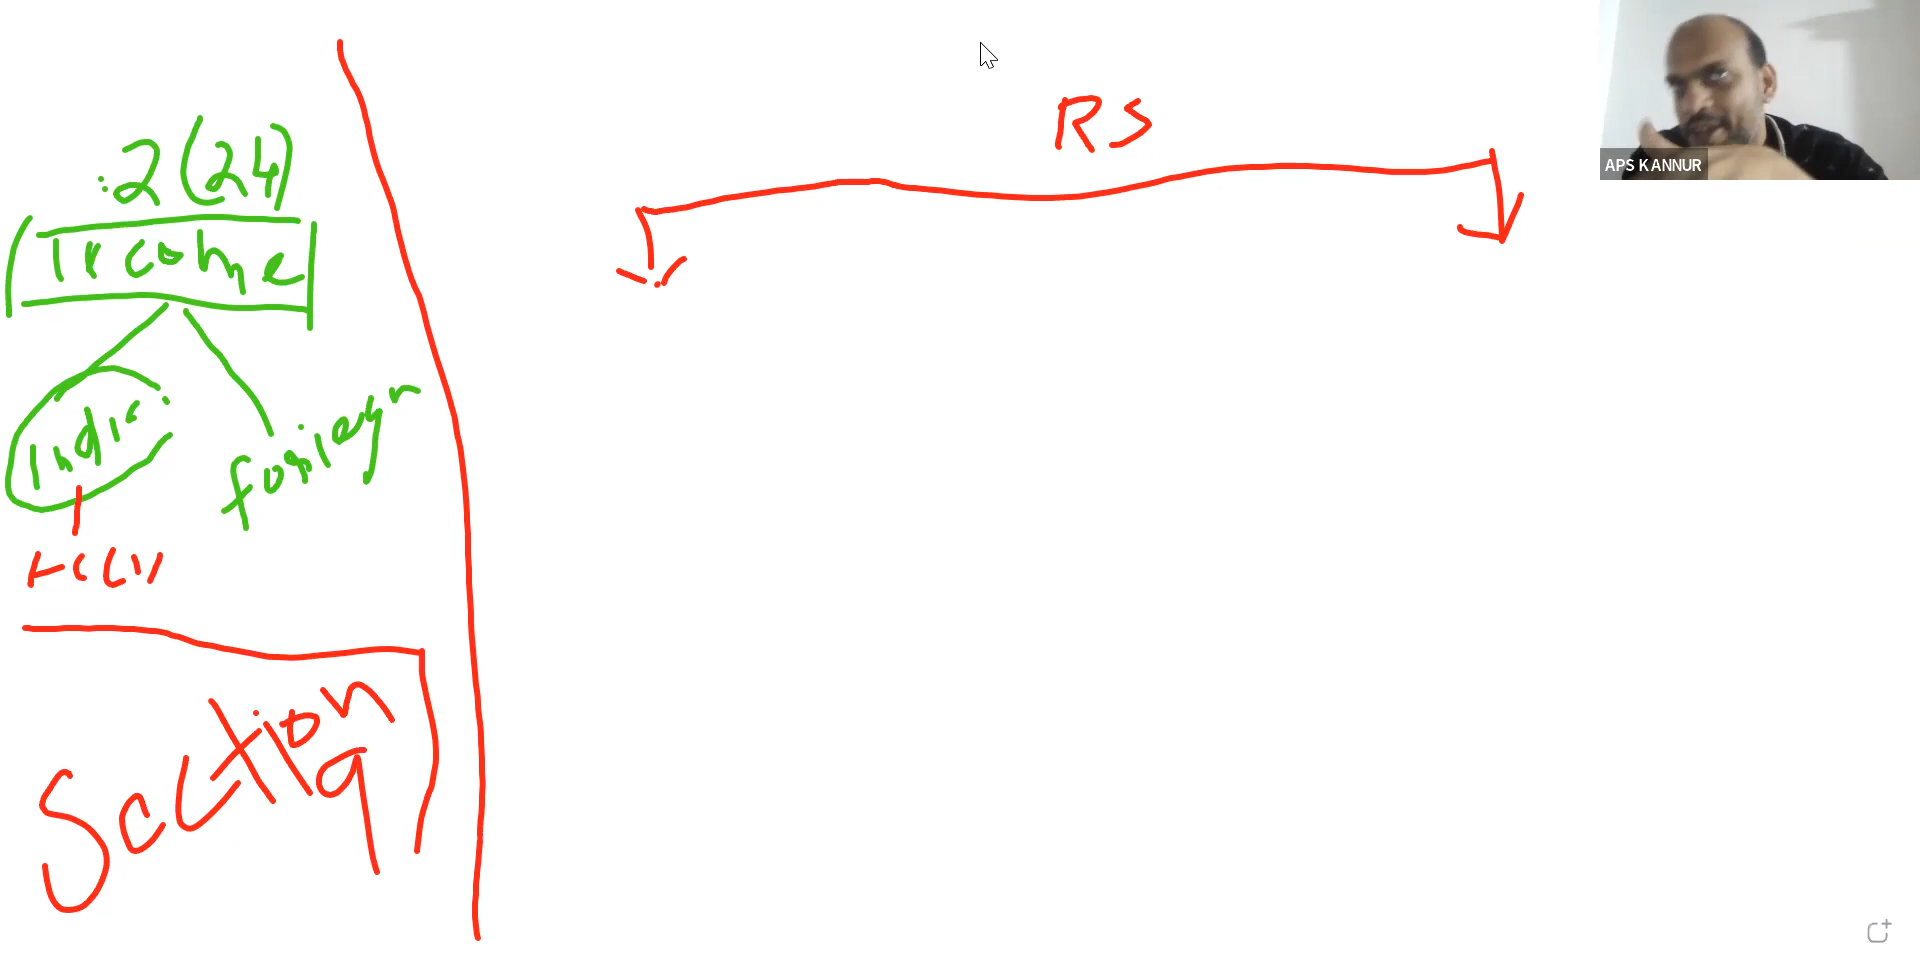 2(24)
Income
India
foriegn
Section
9
RS
APS KANNUR